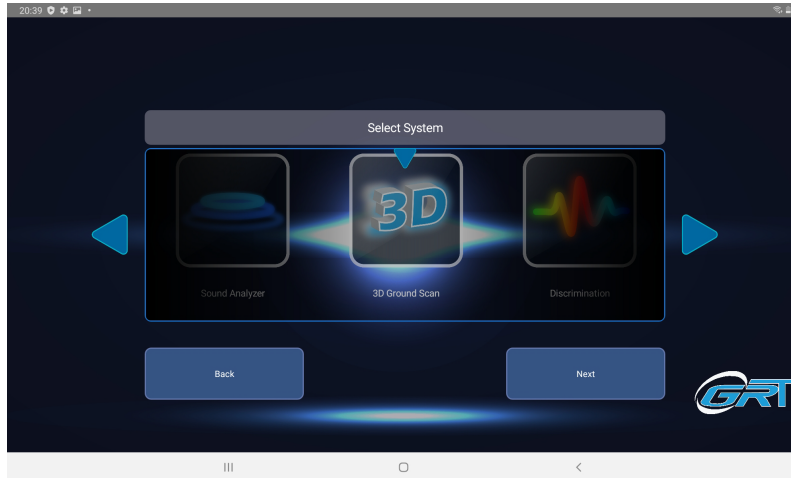 20:39
Select System
3D
Sound Analyzer
3D Ground Scan
Discrimination
Back
Next
GRT